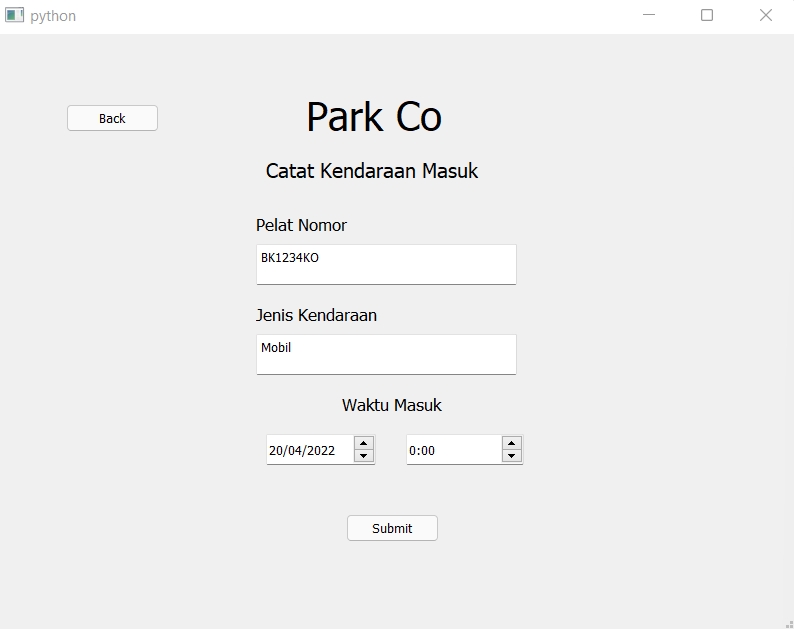 python
Back
Park Co
Catat Kendaraan Masuk
Pelat Nomor
BK1234KO
Jenis Kendaraan
Mobil
Waktu Masuk
20/04/2022 0:00
Submit